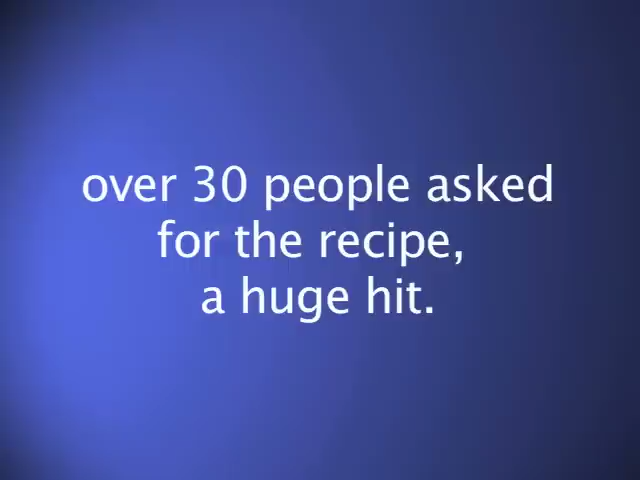 over 30 people asked
for the recipe,
a huge hit.